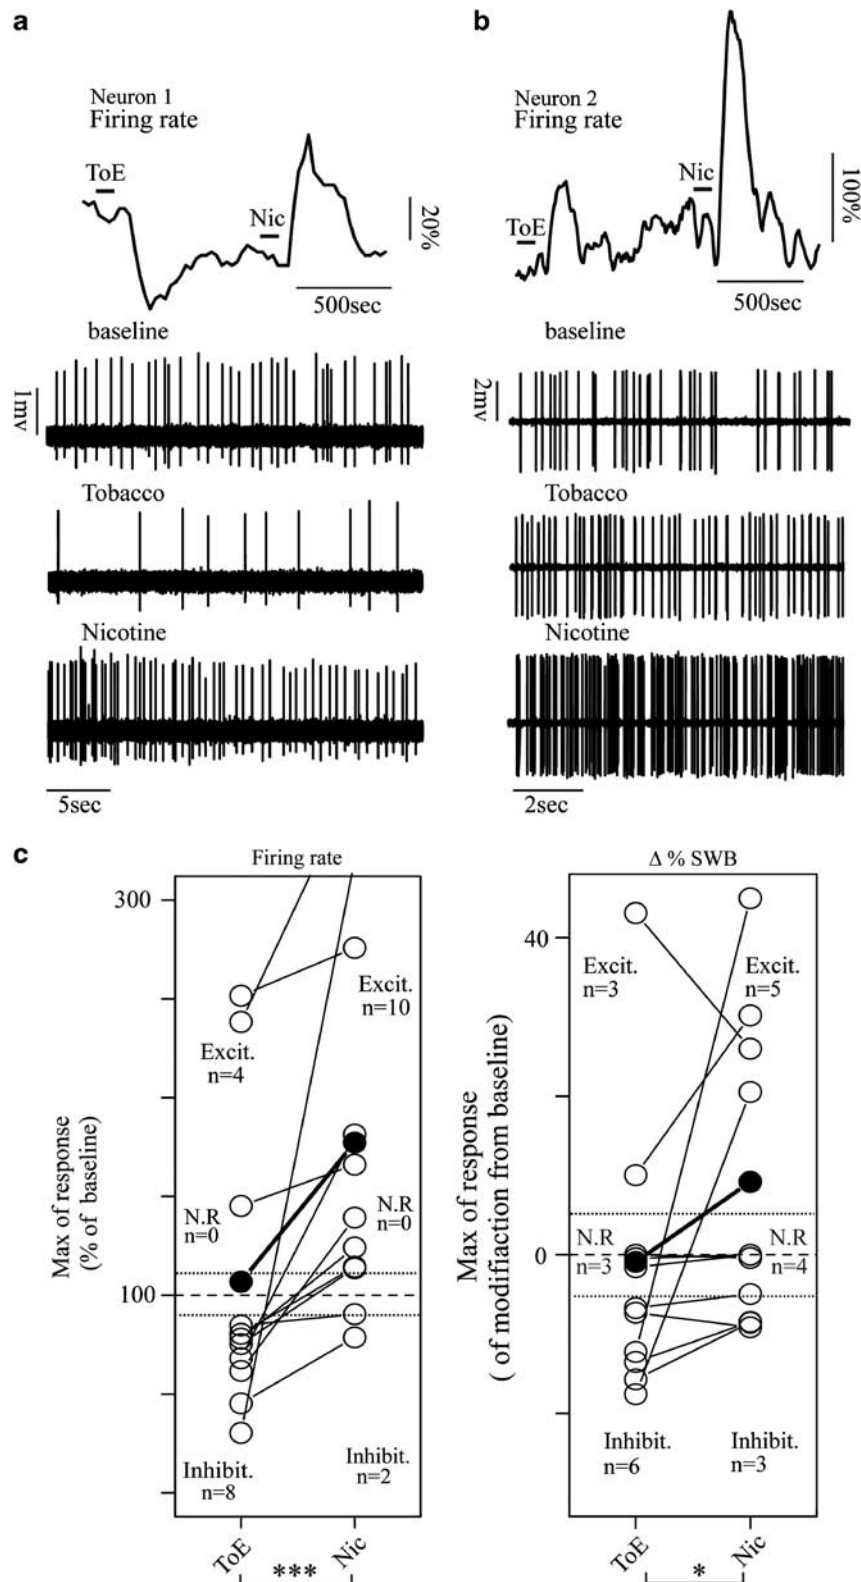 a
Neuron 1
Firing rate
ToE
Nic
20%
500sec
baseline
1mv
Tobacco
Nicotine
5sec
b
Neuron 2
Firing rate
ToE
Nic
100%
500sec
baseline
2mv
Tobacco
Nicotine
2sec
c
Firing rate
Max of response
(% of baseline)
300
100
Excit.
n=4
Excit.
n=10
N.R
n=0
N.R
n=0
Inhibit.
n=8
Inhibit.
n=2
ToE
Nic
***
Δ % SWB
Max of response
( of modifiaction from baseline)
40
0
Excit.
n=3
Excit.
n=5
N.R
n=3
N.R
n=4
Inhibit.
n=6
Inhibit.
n=3
ToE
Nic
*